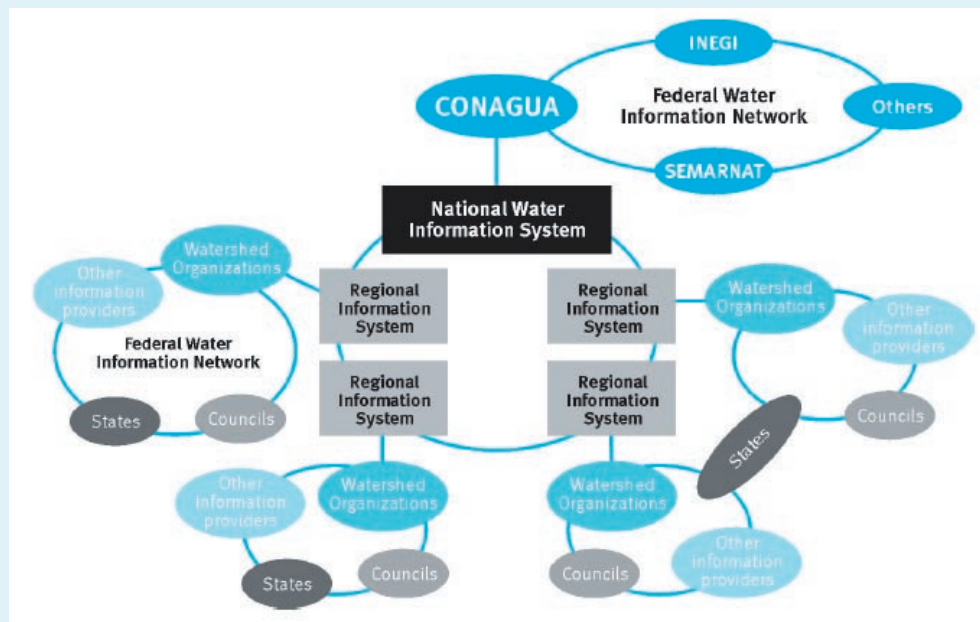 INEGI
CONAGUA
Federal Water
Information Network
Others
SEMARNAT
National Water
Information System
Watershed
Organizations
Other
information
providers
Federal Water
Information Network
States
Councils
Regional
Information
System
Regional
Information
System
Watershed
Organizations
Other
information
providers
Councils
States
Regional
Information
System
Regional
Information
System
Other
information
providers
Watershed
Organizations
States
Councils
Watershed
Organizations
Councils
Other
information
providers